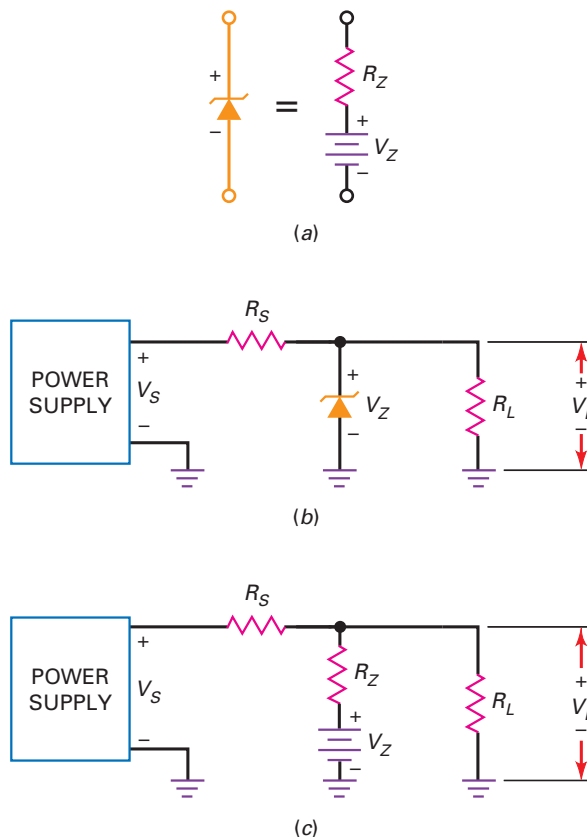 +
R_Z
=
+
−
V_Z
−
(a)
R_S
+
POWER
SUPPLY
V_S
−
+
V_Z
−
R_L
+
V
−
(b)
R_S
+
POWER
SUPPLY
V_S
−
R_Z
+
V_Z
−
R_L
+
V
−
(c)